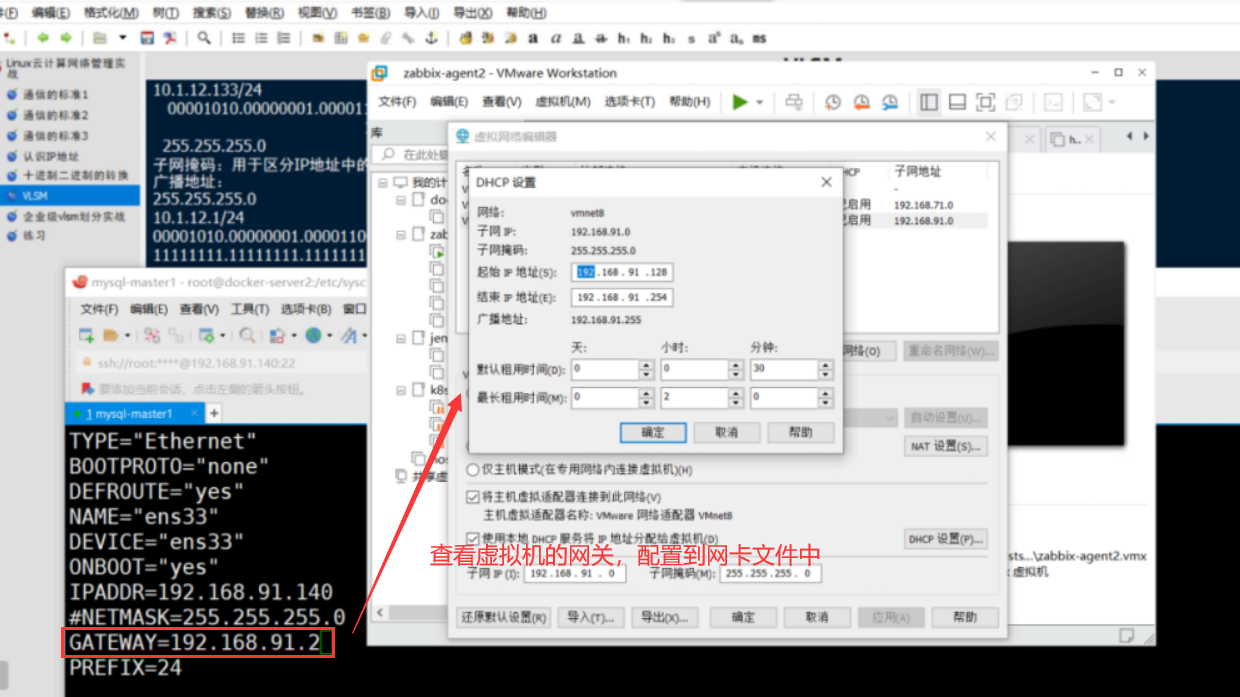 编辑(E) 格式化(M) 树(T) 搜索(S) 替换(R) 视图(V) 书签(B) 导入(I) 导出(X) 帮助(H)
Linux云计算网络管理实战
通信的标准1
通信的标准2
通信的标准3
认识IP地址
十进制二进制的转换
VLSM
企业级vlsm划分实战
练习
10.1.12.133/24
00001010.00000001.00001
255.255.255.0
子网掩码: 用于区分IP地址中的
广播地址:
255.255.255.0
10.1.12.1/24
00001010.00000001.0000110
11111111.11111111.1111111
mysql-master1 - root@docker-server2:/etc/sysc
文件(F) 编辑(E) 查看(V) 工具(T) 选项卡(B) 窗口
ssh://root:****@192.168.91.140:22
要添加当前会话，点击左侧的箭头按钮。
1 mysql-master1 × +
TYPE="Ethernet"
BOOTPROTO="none"
DEFROUTE="yes"
NAME="ens33"
DEVICE="ens33"
ONBOOT="yes"
IPADDR=192.168.91.140
#NETMASK=255.255.255.0
GATEWAY=192.168.91.2
PREFIX=24
zabbix-agent2 - VMware Workstation
文件(F) 编辑(E) 查看(V) 虚拟机(M) 选项卡(T) 帮助(H)
库
在此处键
我的计
doc
zab
jen
k8s
共享虚
h..
虚拟网络编辑器
HCP 子网地址
-
已启用 192.168.71.0
已启用 192.168.91.0
DHCP 设置
网络: vmnet8
子网 IP: 192.168.91.0
子网掩码: 255.255.255.0
起始 IP 地址(S): 192.168.91.128
结束 IP 地址(E): 192.168.91.254
广播地址: 192.168.91.255
天: 小时: 分钟:
默认租用时间(D): 0 0 30
最长租用时间(M): 0 2 0
确定 取消 帮助
网络(O) 重命名网络(W)...
自动设置(U)...
NAT 设置(S)...
仅主机模式(在专用网络内连接虚拟机)(H)
将主机虚拟适配器连接到此网络(V)
主机虚拟适配器名称: VMware 网络适配器 VMnet8
使用本地 DHCP 服务将 IP 地址分配给虚拟机(D) DHCP 设置(P)...
查看虚拟机的网关，配置到网卡文件中
子网 IP (I): 192.168.91.0 子网掩码(M): 255.255.255.0
还原默认设置(R) 导入(T)... 导出(X)... 确定 取消 应用(A) 帮助
sts...\zabbix-agent2.vmx
虚拟机